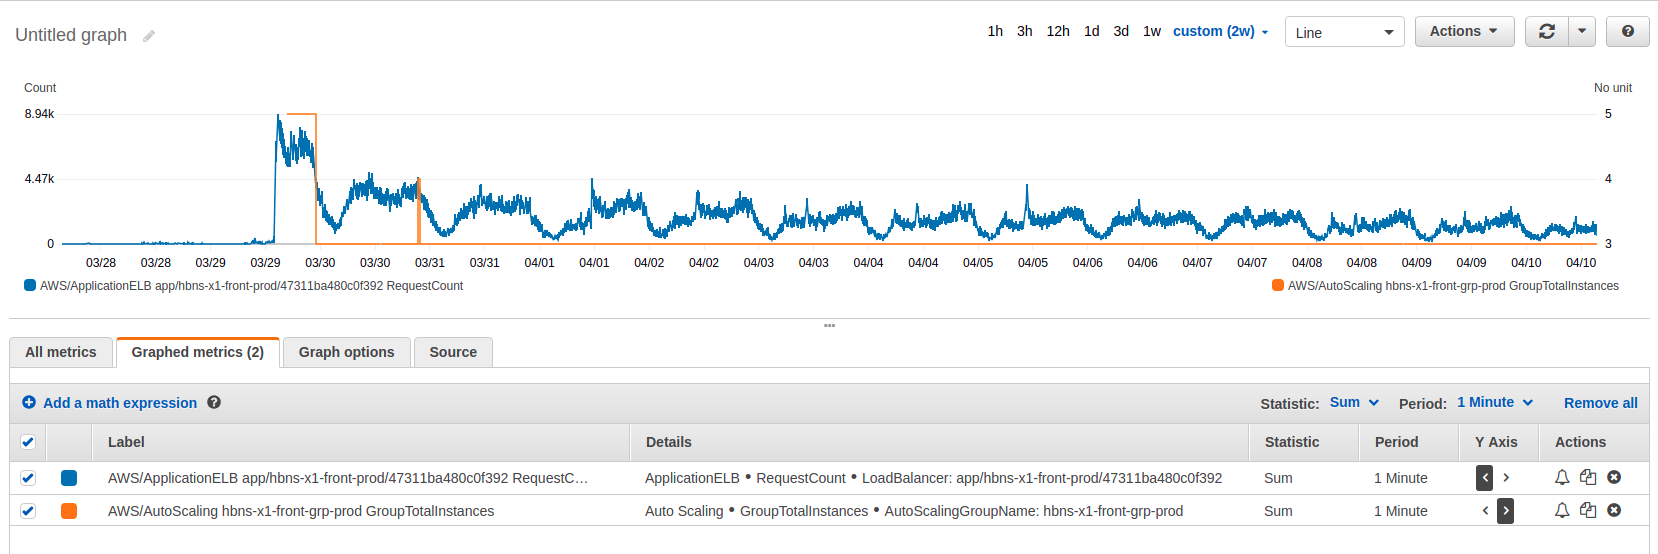 Untitled graph
1h 3h 12h 1d 3d 1w custom (2w) Line Actions ?
Count No unit
8.94k 5
4.47k 4
0 3
03/28 03/28 03/29 03/29 03/30 03/30 03/31 03/31 04/01 04/01 04/02 04/02 04/03 04/03 04/04 04/04 04/05 04/05 04/06 04/06 04/07 04/07 04/08 04/08 04/09 04/09 04/10 04/10
AWS/ApplicationELB app/hbns-x1-front-prod/47311ba480c0f392 RequestCount AWS/AutoScaling hbns-x1-front-grp-prod GroupTotalInstances
All metrics Graphed metrics (2) Graph options Source
Add a math expression ? Statistic: Sum Period: 1 Minute Remove all
Label Details Statistic Period Y Axis Actions
AWS/ApplicationELB app/hbns-x1-front-prod/47311ba480c0f392 RequestC... ApplicationELB • RequestCount • LoadBalancer: app/hbns-x1-front-prod/47311ba480c0f392 Sum 1 Minute < >
AWS/AutoScaling hbns-x1-front-grp-prod GroupTotalInstances Auto Scaling • GroupTotalInstances • AutoScalingGroupName: hbns-x1-front-grp-prod Sum 1 Minute < >